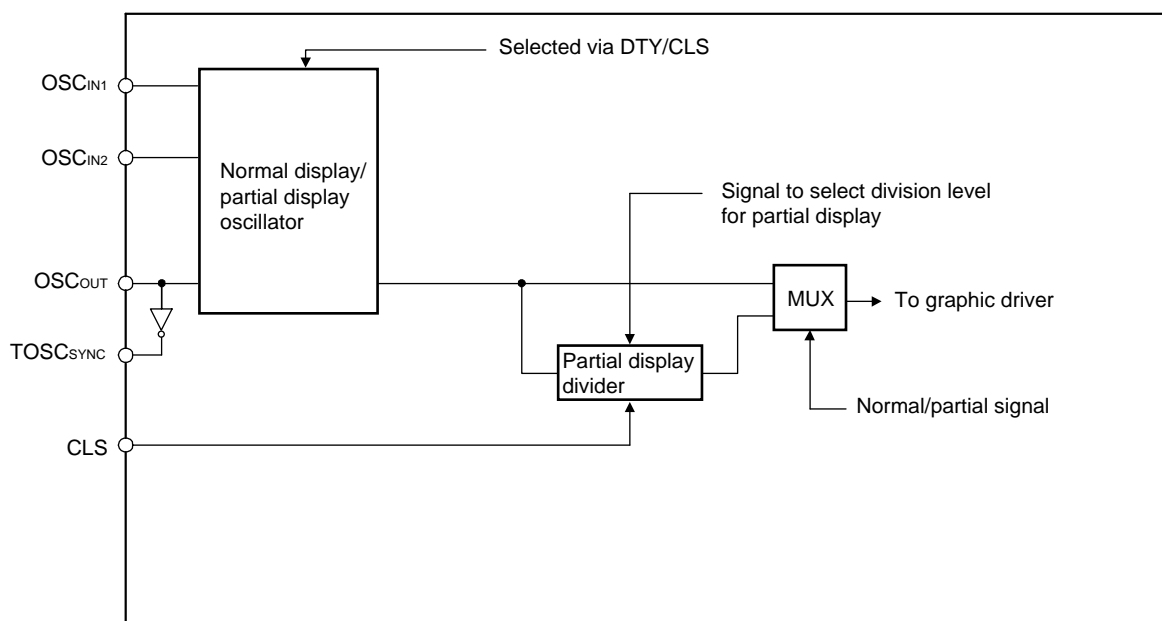 Selected via DTY/CLS
OSCIN1
OSCIN2
Normal display/
partial display
oscillator
Signal to select division level
for partial display
OSCOUT
MUX
To graphic driver
TOSCSYNC
Partial display
divider
Normal/partial signal
CLS